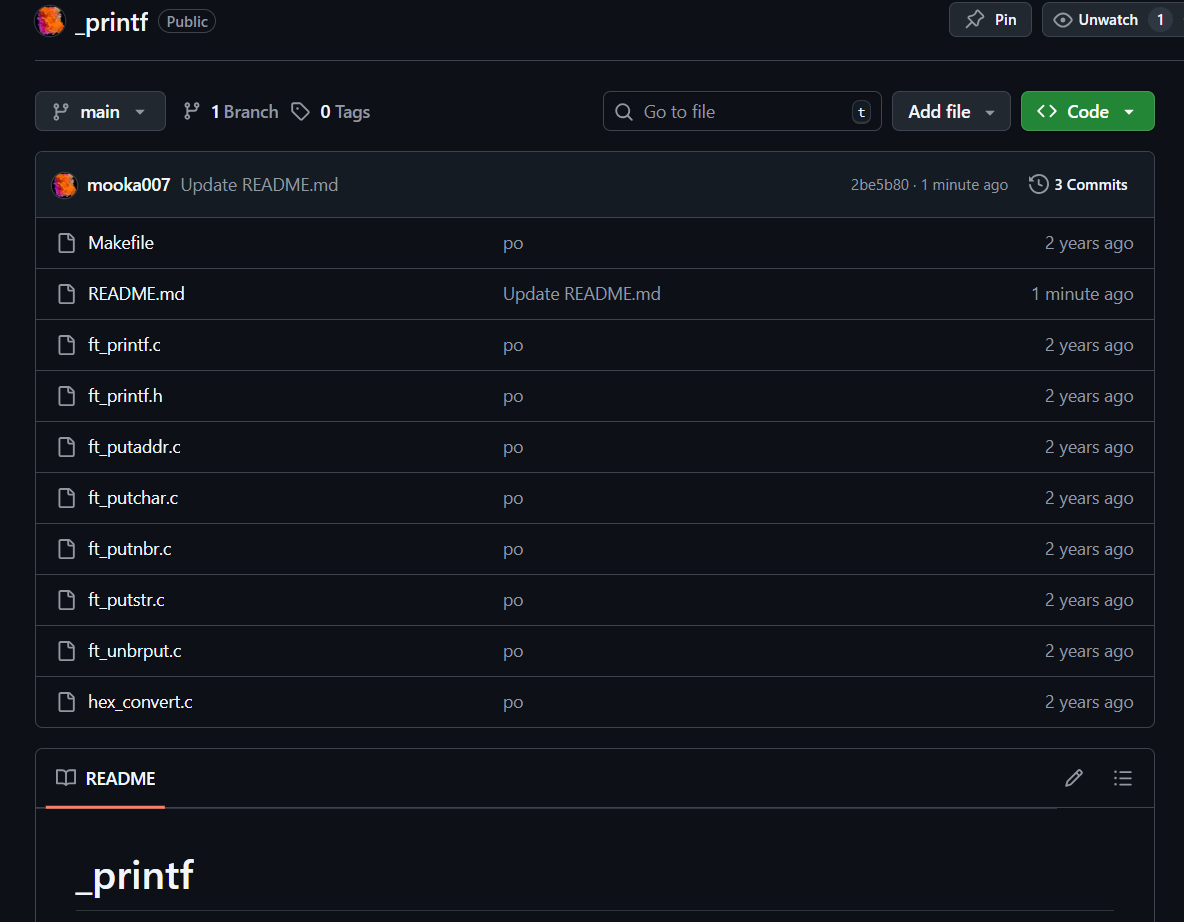 _printf Public Pin Unwatch 1
main 1 Branch 0 Tags Go to file t Add file Code
mooka007 Update README.md 2be5b80 · 1 minute ago 3 Commits
Makefile po 2 years ago
README.md Update README.md 1 minute ago
ft_printf.c po 2 years ago
ft_printf.h po 2 years ago
ft_putaddr.c po 2 years ago
ft_putchar.c po 2 years ago
ft_putnbr.c po 2 years ago
ft_putstr.c po 2 years ago
ft_unbrput.c po 2 years ago
hex_convert.c po 2 years ago
README
_printf